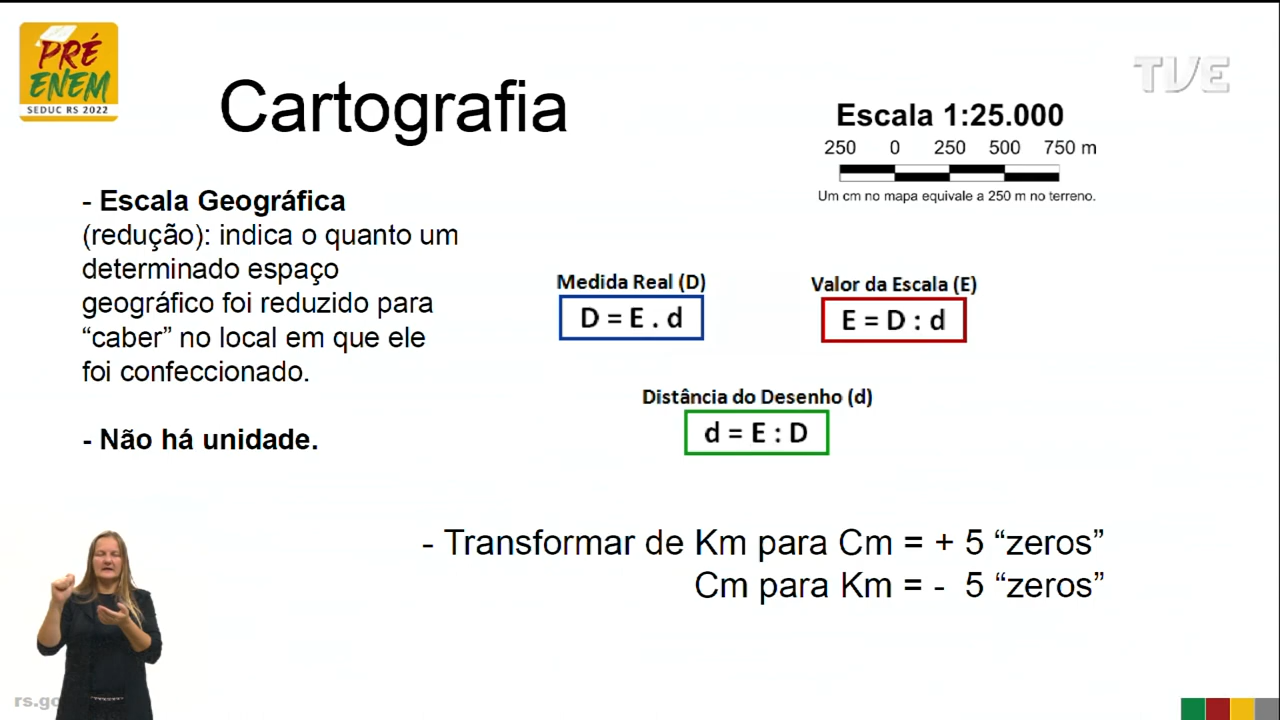 PRÉ
ENEM
SEDUC RS 2022
TVE
Cartografia
Escala 1:25.000
250 0 250 500 750 m
Um cm no mapa equivale a 250 m no terreno.
- Escala Geográfica
(redução): indica o quanto um
determinado espaço
geográfico foi reduzido para
“caber” no local em que ele
foi confeccionado.
- Não há unidade.
Medida Real (D)
D = E . d
Valor da Escala (E)
E = D : d
Distância do Desenho (d)
d = E : D
- Transformar de Km para Cm = + 5 “zeros”
Cm para Km = - 5 “zeros”
rs.go